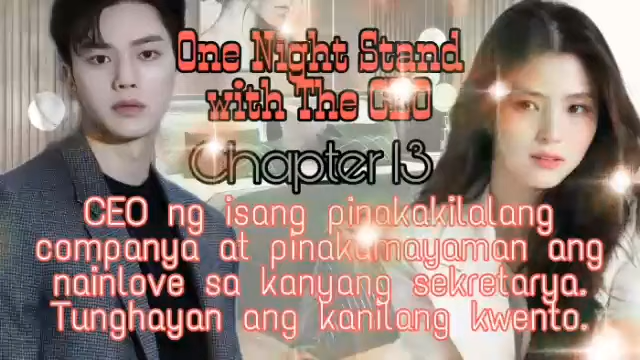 One Night Stand
with The CEO
Chapter 13
CEO ng isang pinakakilalang
companya at pinakamayaman ang
nainlove sa kanyang sekretarya.
Tunghayan ang kanilang kwento.